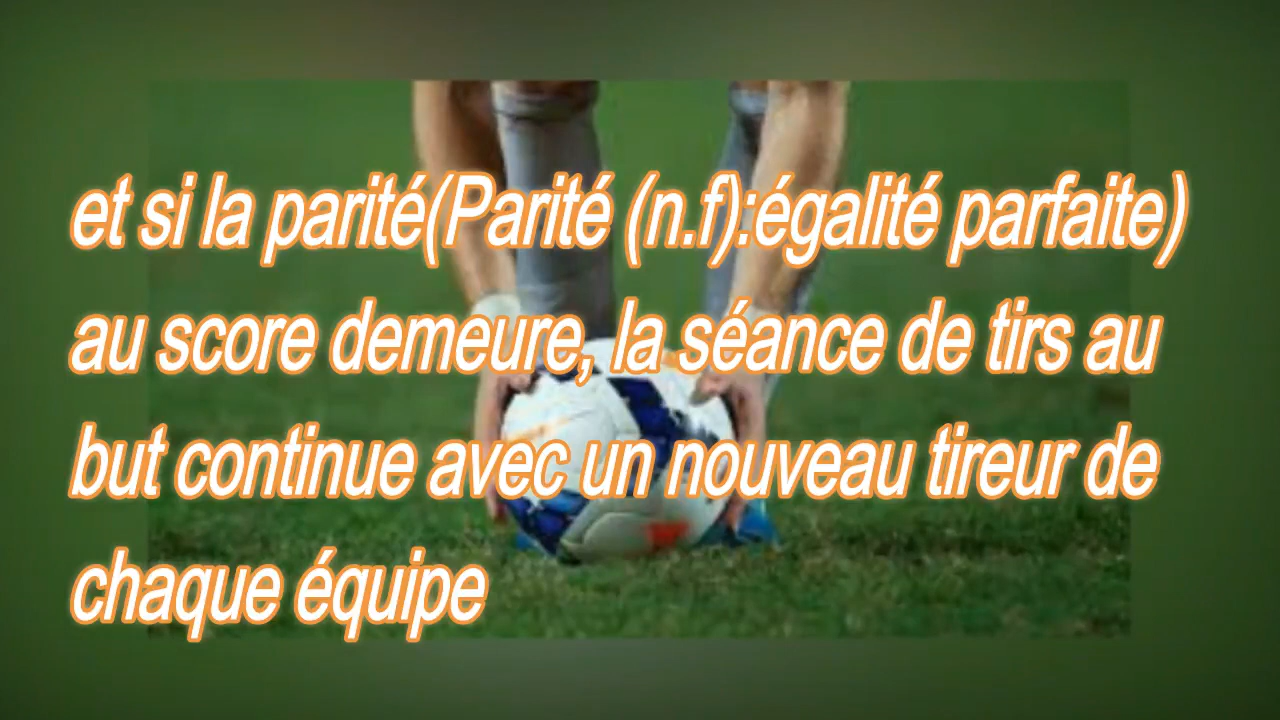 et si la parité(Parité (n.f):égalité parfaite)
au score demeure, la séance de tirs au
but continue avec un nouveau tireur de
chaque équipe